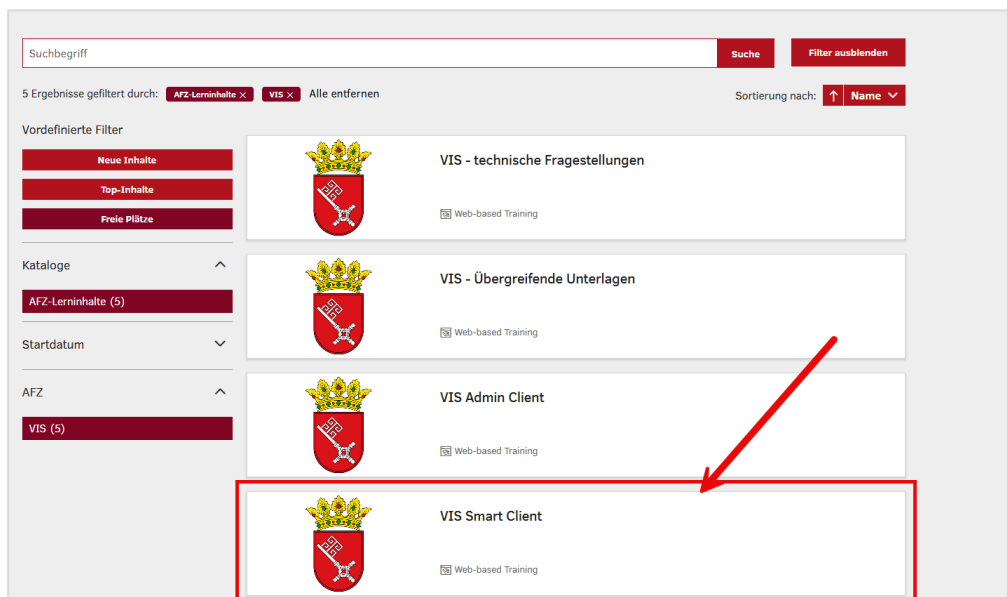 Suchbegriff
Suche
Filter ausblenden
5 Ergebnisse gefiltert durch: AFZ-Lerninhalte × VIS × Alle entfernen
Sortierung nach: ↑ Name
Vordefinierte Filter
Neue Inhalte
Top-Inhalte
Freie Plätze
Kataloge
AFZ-Lerninhalte (5)
Startdatum
AFZ
VIS (5)
VIS - technische Fragestellungen
Web-based Training
VIS - Übergreifende Unterlagen
Web-based Training
VIS Admin Client
Web-based Training
VIS Smart Client
Web-based Training